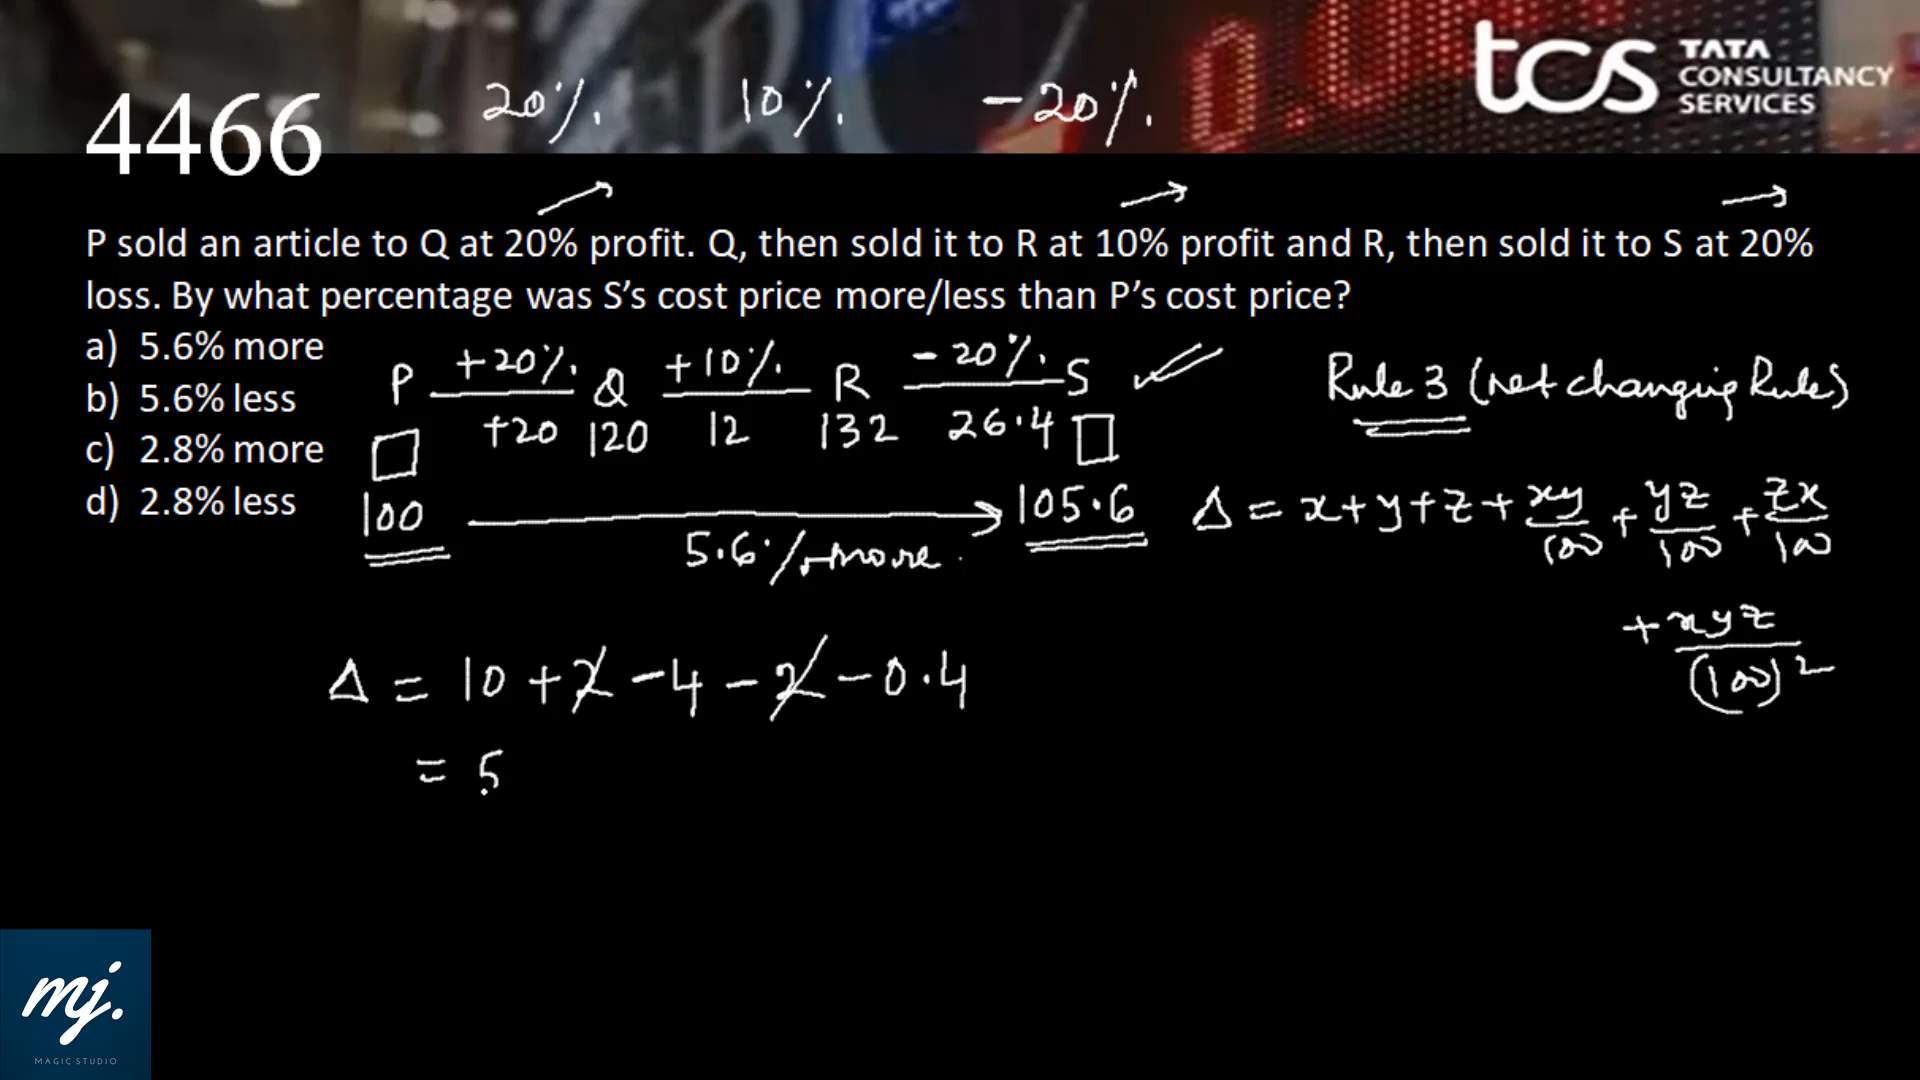 20% 10% -20%
tcs TATA
CONSULTANCY
SERVICES
4466
P sold an article to Q at 20% profit. Q, then sold it to R at 10% profit and R, then sold it to S at 20%
loss. By what percentage was S’s cost price more/less than P’s cost price?
a) 5.6% more
b) 5.6% less
c) 2.8% more
d) 2.8% less
P +20% Q +10% R -20% S
+20 120 12 132 26.4
100 105.6
5.6% more
Rule 3 (net changing Rule)
Δ = x+y+z+ xy/100 + yz/100 + zx/100
+ xyz/(100)²
Δ = 10 + 2 - 4 - 2 - 0.4
= 5
mj.
MAGIC STUDIO